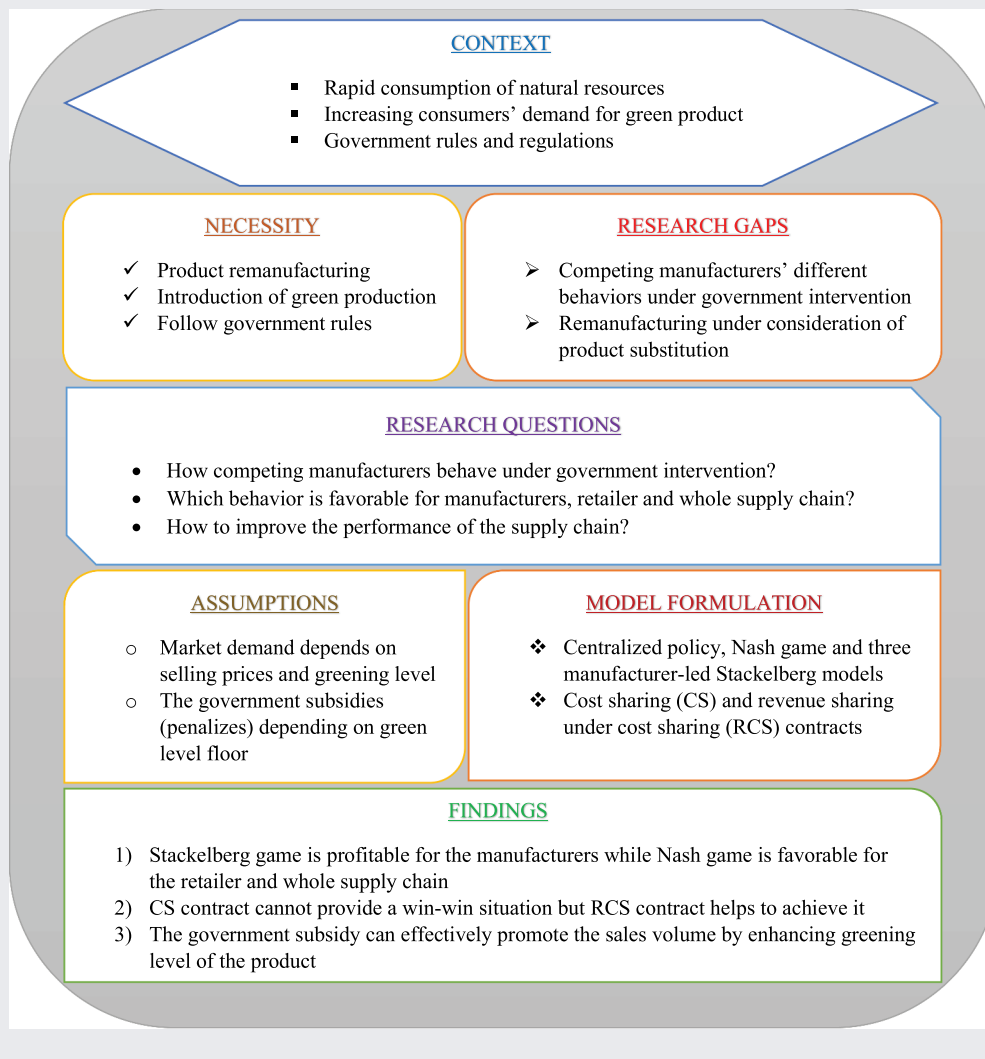 CONTEXT
▪ Rapid consumption of natural resources
▪ Increasing consumers’ demand for green product
▪ Government rules and regulations
NECESSITY
✓ Product remanufacturing
✓ Introduction of green production
✓ Follow government rules
RESEARCH GAPS
➢ Competing manufacturers’ different
behaviors under government intervention
➢ Remanufacturing under consideration of
product substitution
RESEARCH QUESTIONS
• How competing manufacturers behave under government intervention?
• Which behavior is favorable for manufacturers, retailer and whole supply chain?
• How to improve the performance of the supply chain?
ASSUMPTIONS
o Market demand depends on
selling prices and greening level
o The government subsidies
(penalizes) depending on green
level floor
MODEL FORMULATION
❖ Centralized policy, Nash game and three
manufacturer-led Stackelberg models
❖ Cost sharing (CS) and revenue sharing
under cost sharing (RCS) contracts
FINDINGS
1) Stackelberg game is profitable for the manufacturers while Nash game is favorable for
the retailer and whole supply chain
2) CS contract cannot provide a win-win situation but RCS contract helps to achieve it
3) The government subsidy can effectively promote the sales volume by enhancing greening
level of the product